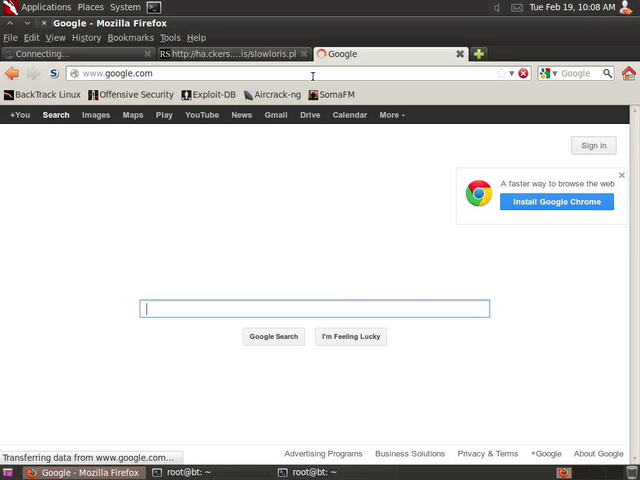 Applications Places System Tue Feb 19, 10:08 AM
Google - Mozilla Firefox
File Edit View History Bookmarks Tools Help
Connecting... RS http://ha.ckers....is/slowloris.pl Google
S www.google.com Google
BackTrack Linux Offensive Security Exploit-DB Aircrack-ng SomaFM
+You Search Images Maps Play YouTube News Gmail Drive Calendar More
Sign in
A faster way to browse the web
Install Google Chrome
Google Search I'm Feeling Lucky
Advertising Programs Business Solutions Privacy & Terms +Google About Google
Transferring data from www.google.com...
Google - Mozilla Firefox root@bt: ~ root@bt: ~